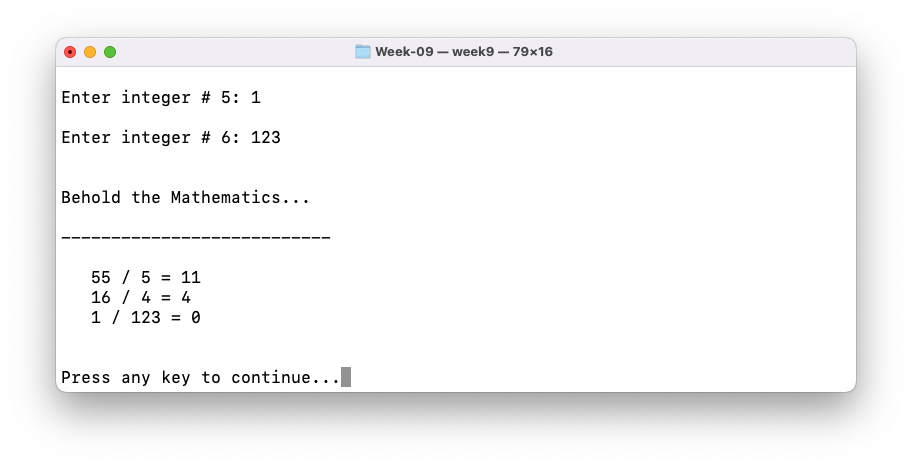 Week-09 — week9 — 79×16
Enter integer # 5: 1
Enter integer # 6: 123
Behold the Mathematics...
---------------------------
55 / 5 = 11
16 / 4 = 4
1 / 123 = 0
Press any key to continue...